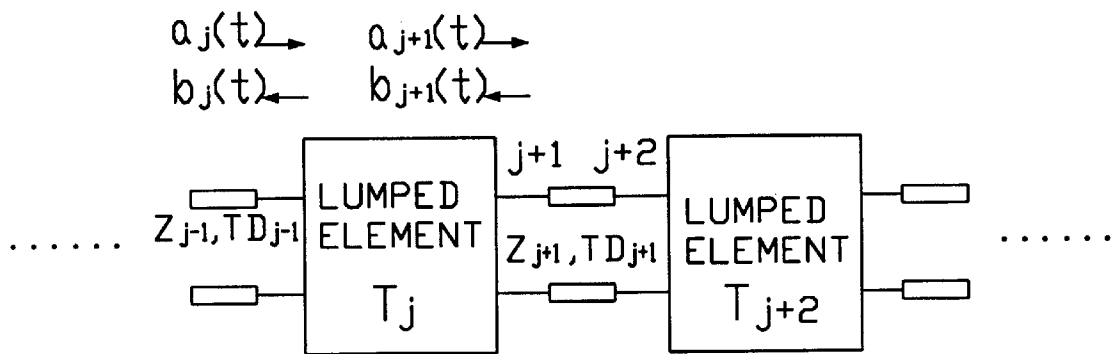 aj(t) aj+1(t)
bj(t) bj+1(t)
j+1 j+2
LUMPED ELEMENT Tj
LUMPED ELEMENT Tj+2
...... Zj-1,TDj-1
Zj+1,TDj+1
......